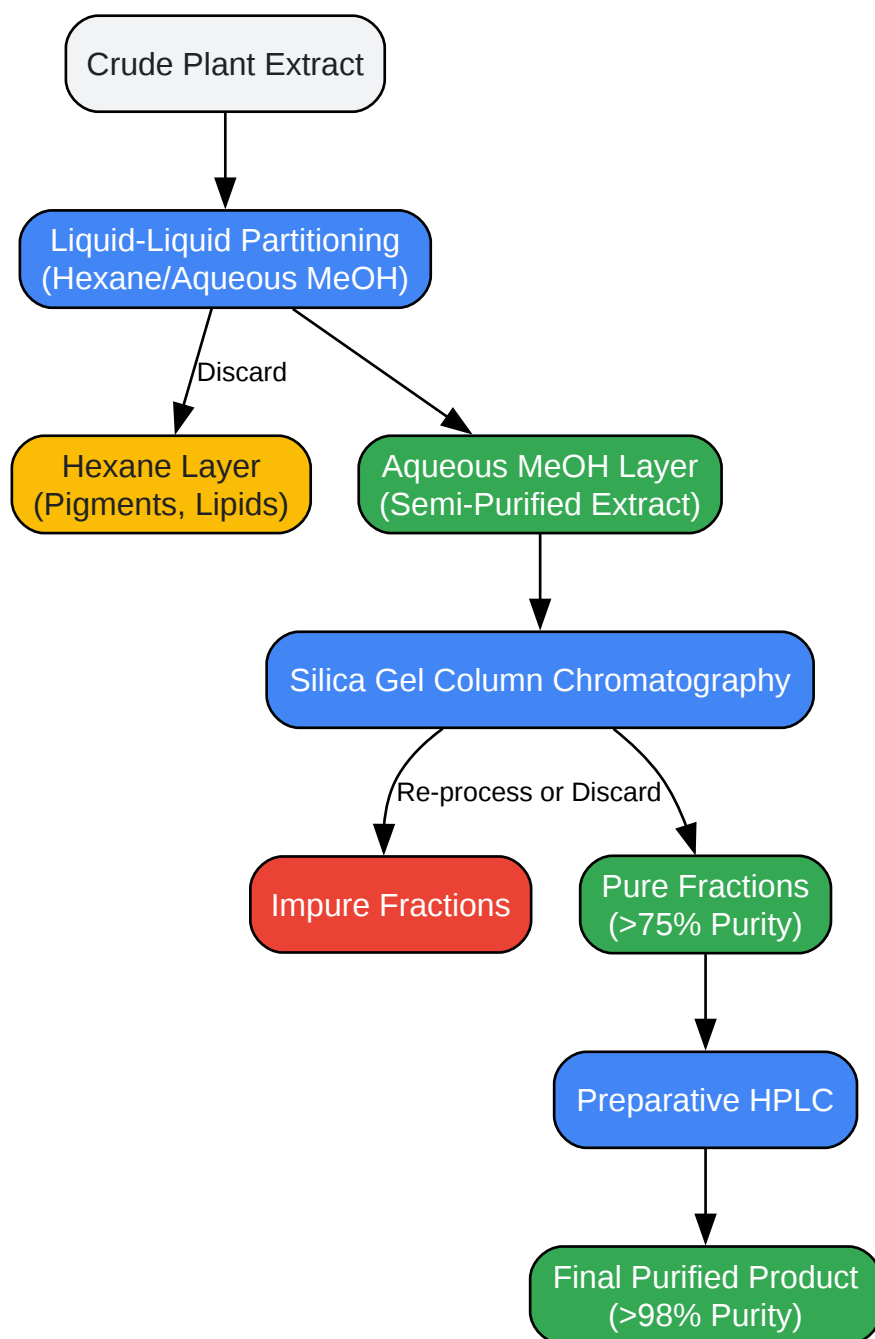 Crude Plant Extract
Liquid-Liquid Partitioning
(Hexane/Aqueous MeOH)
Discard
Hexane Layer
(Pigments, Lipids)
Aqueous MeOH Layer
(Semi-Purified Extract)
Silica Gel Column Chromatography
Re-process or Discard
Impure Fractions
Pure Fractions
(>75% Purity)
Preparative HPLC
Final Purified Product
(>98% Purity)